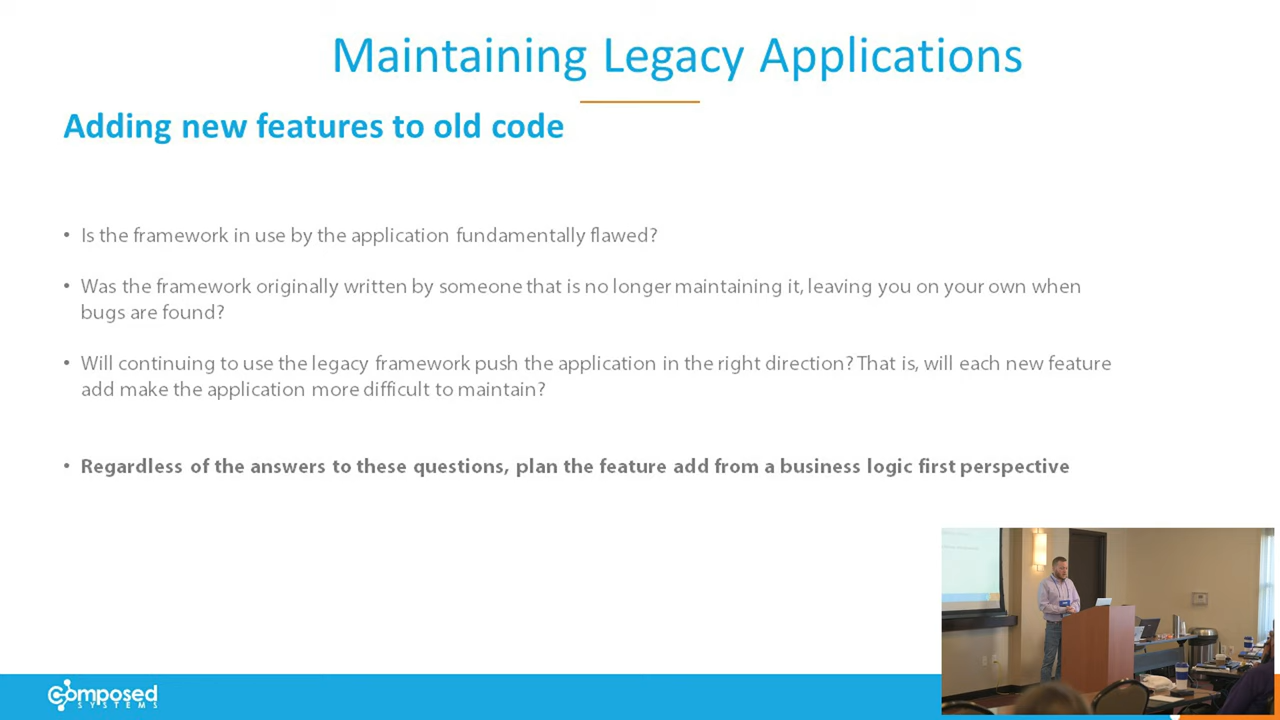 Maintaining Legacy Applications
Adding new features to old code
• Is the framework in use by the application fundamentally flawed?
• Was the framework originally written by someone that is no longer maintaining it, leaving you on your own when
bugs are found?
• Will continuing to use the legacy framework push the application in the right direction? That is, will each new feature
add make the application more difficult to maintain?
• Regardless of the answers to these questions, plan the feature add from a business logic first perspective
composed
SYSTEMS